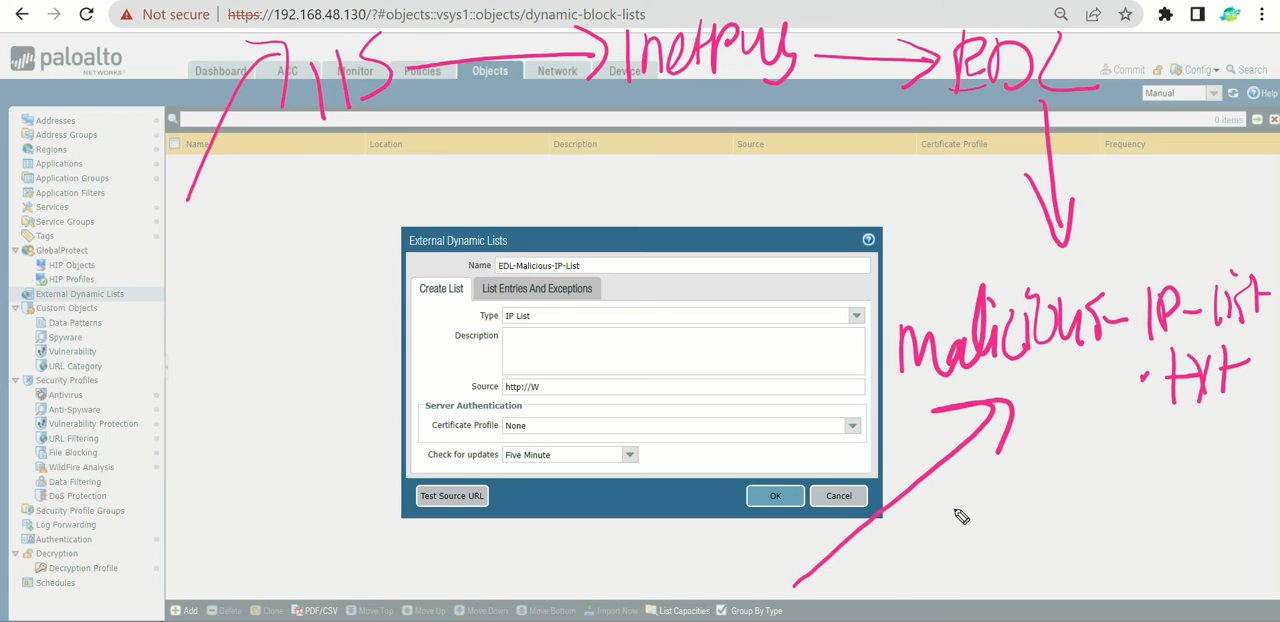 Not secure https://192.168.48.130/?#objects::vsys1::objects/dynamic-block-lists
paloalto
NETWORKS
Dashboard ACC Monitor Policies Objects Network Device
Commit Config Search
Manual Help
IIS Inetpub EDL
0 items
Name Location Description Source Certificate Profile Frequency
Addresses
Address Groups
Regions
Applications
Application Groups
Application Filters
Services
Service Groups
Tags
GlobalProtect
HIP Objects
HIP Profiles
External Dynamic Lists
Custom Objects
Data Patterns
Spyware
Vulnerability
URL Category
Security Profiles
Antivirus
Anti-Spyware
Vulnerability Protection
URL Filtering
File Blocking
WildFire Analysis
Data Filtering
DoS Protection
Security Profile Groups
Log Forwarding
Authentication
Decryption
Decryption Profile
Schedules
External Dynamic Lists
Name EDL-Malicious-IP-List
Create List List Entries And Exceptions
Type IP List
Description
Source http://W
Server Authentication
Certificate Profile None
Check for updates Five Minute
Test Source URL OK Cancel
malicious-IP-list
.txt
Add Delete Clone PDF/CSV Move Top Move Up Move Down Move Bottom Import Now List Capacities Group By Type